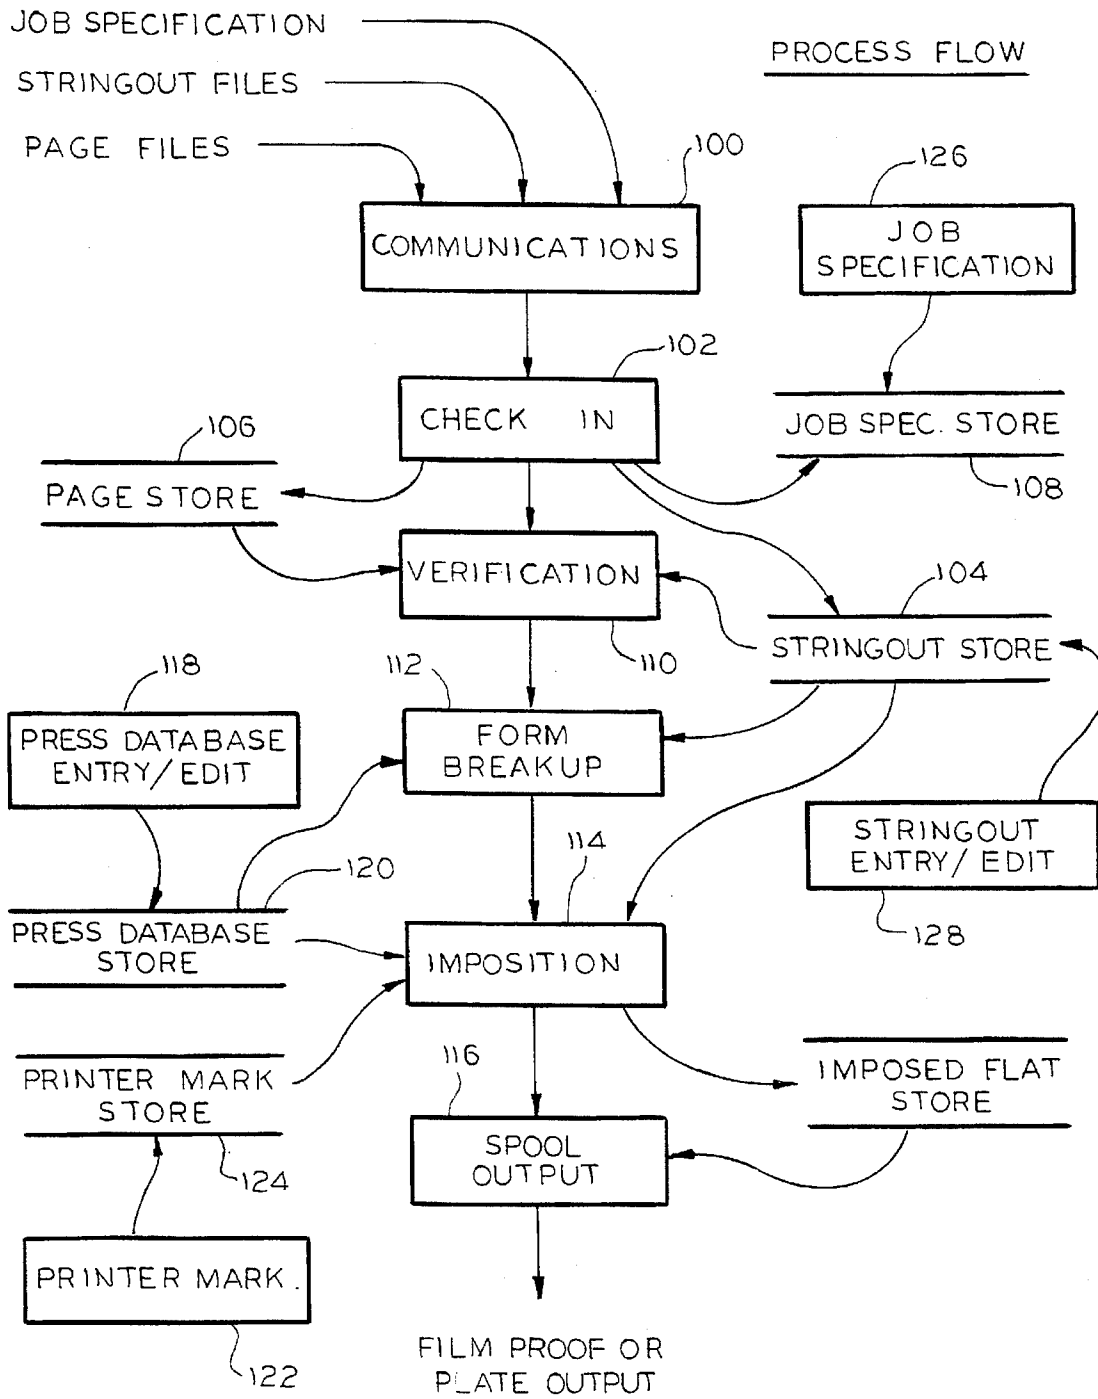 JOB SPECIFICATION
PROCESS FLOW
STRINGOUT FILES
PAGE FILES
100
126
COMMUNICATIONS
JOB
SPECIFICATION
102
CHECK IN
JOB SPEC. STORE
106
108
PAGE STORE
VERIFICATION
104
110
STRINGOUT STORE
118
112
PRESS DATABASE
ENTRY/EDIT
FORM
BREAKUP
114
STRINGOUT
ENTRY/EDIT
120
128
PRESS DATABASE
STORE
IMPOSITION
116
PRINTER MARK
STORE
IMPOSED FLAT
STORE
SPOOL
OUTPUT
124
PRINTER MARK.
122
FILM PROOF OR
PLATE OUTPUT